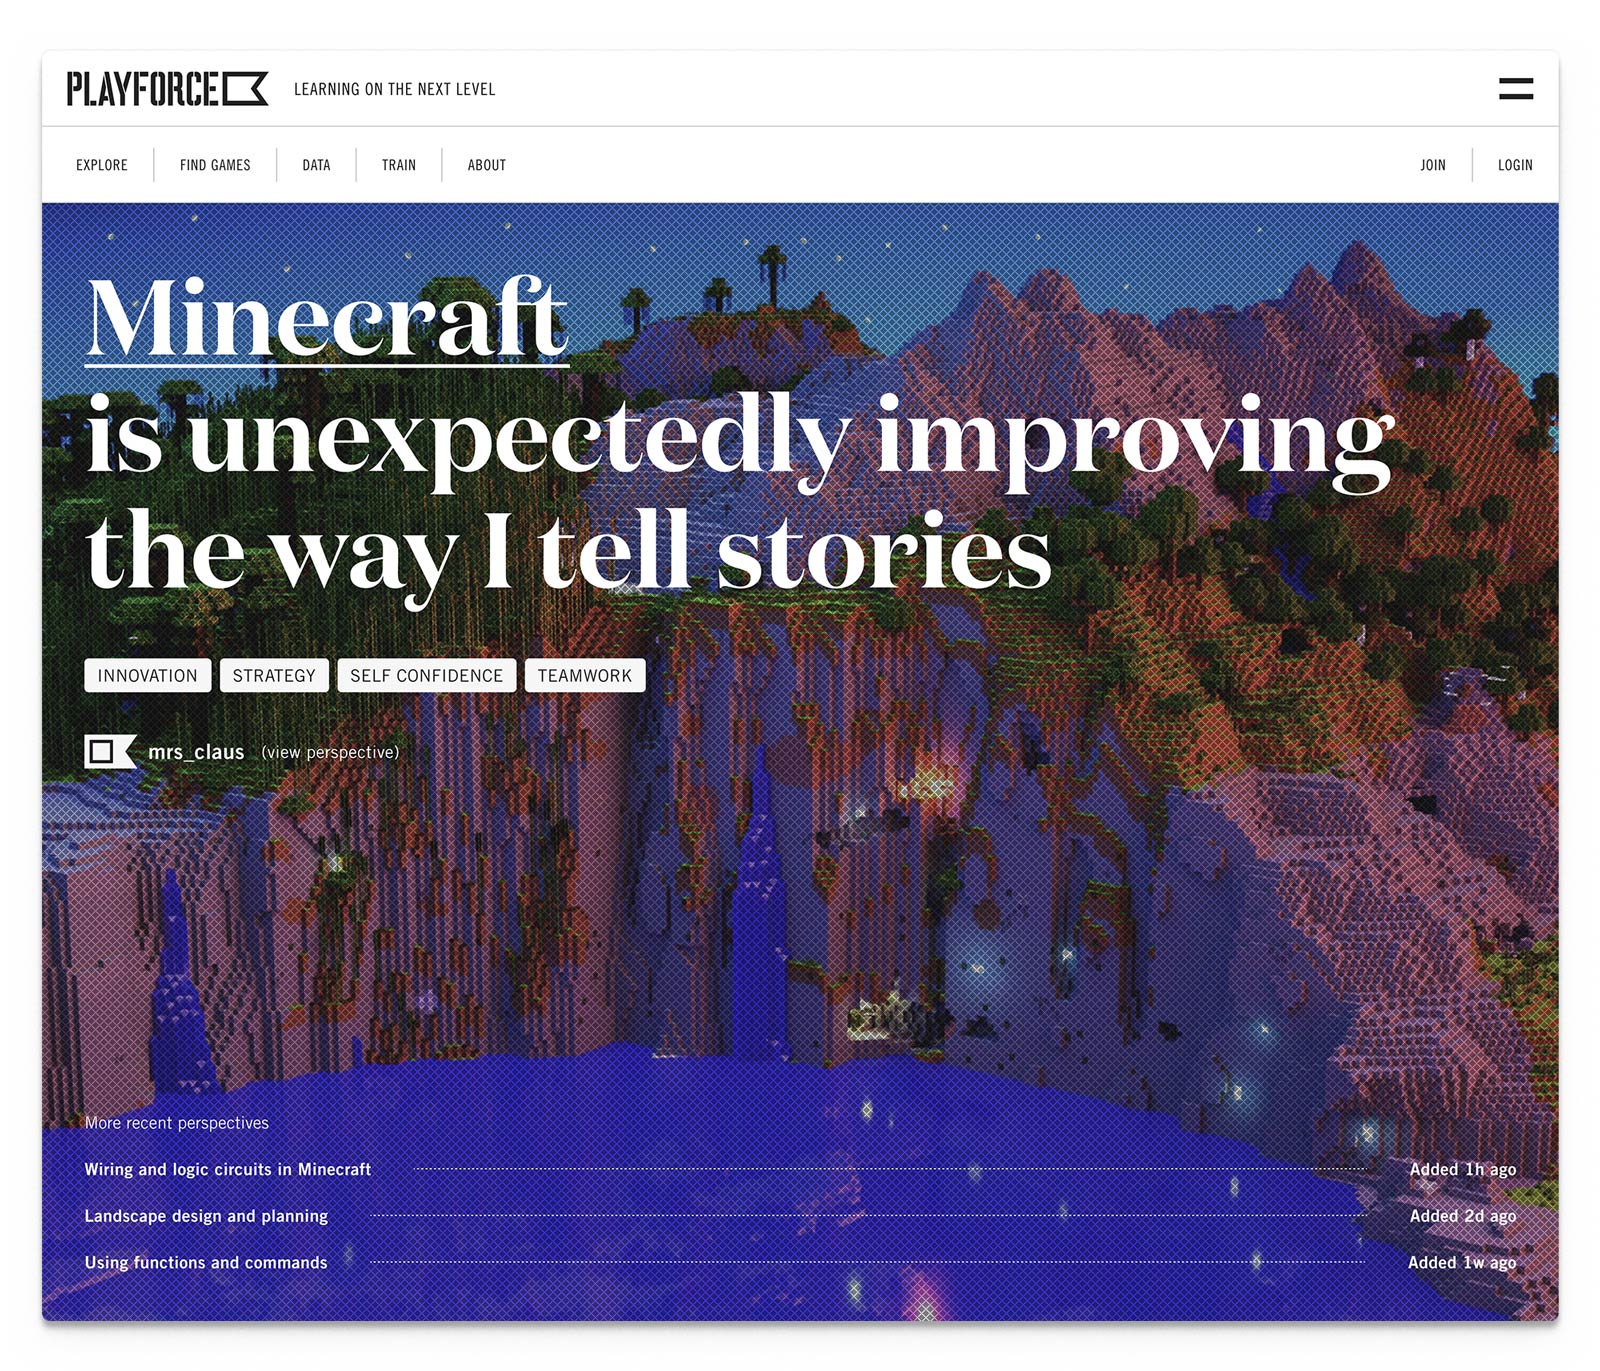 PLAYFORCE
LEARNING ON THE NEXT LEVEL
EXPLORE
FIND GAMES
DATA
TRAIN
ABOUT
JOIN
LOGIN
Minecraft
is unexpectedly improving
the way I tell stories
INNOVATION
STRATEGY
SELF CONFIDENCE
TEAMWORK
mrs_claus (view perspective)
More recent perspectives
Wiring and logic circuits in Minecraft Added 1h ago
Landscape design and planning Added 2d ago
Using functions and commands Added 1w ago